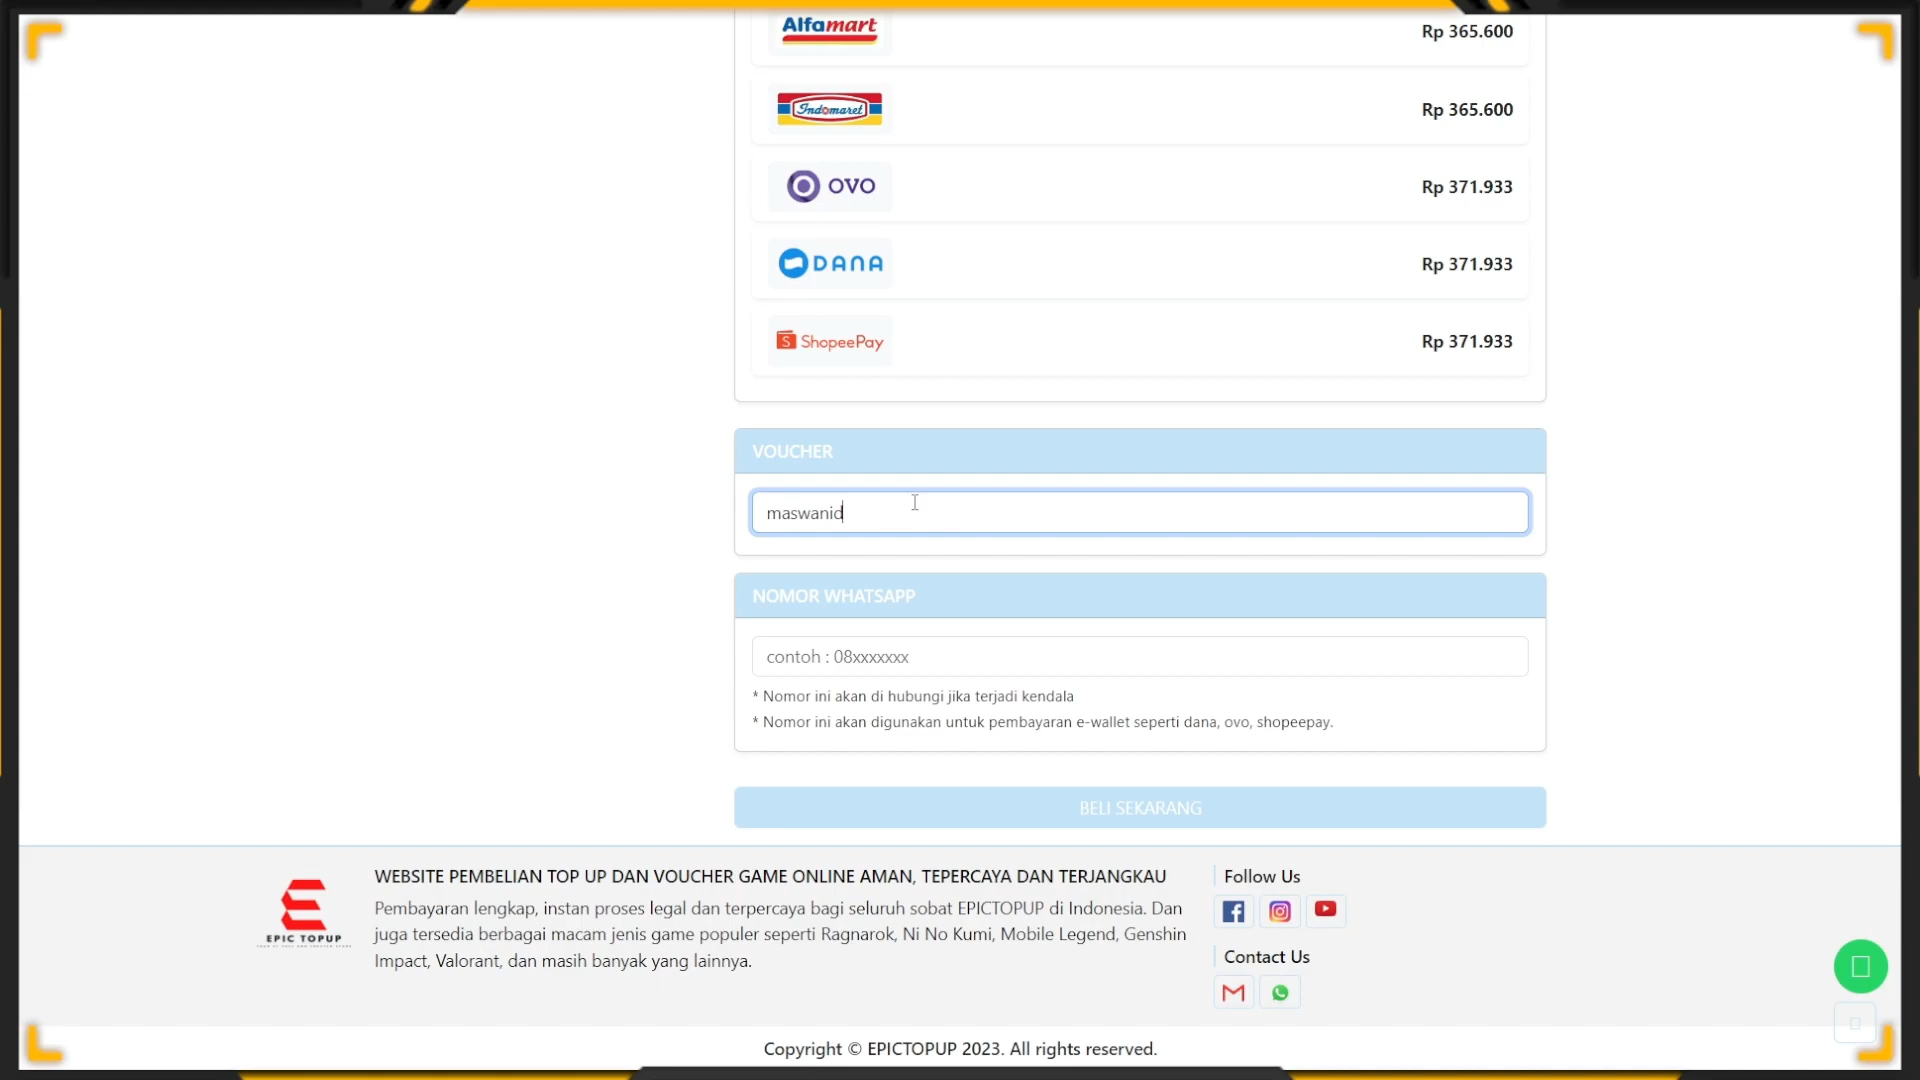 Alfamart
Rp 365.600
Indomaret
Rp 365.600
OVO
Rp 371.933
DANA
Rp 371.933
S ShopeePay
Rp 371.933
VOUCHER
maswanid
NOMOR WHATSAPP
contoh : 08xxxxxxx
* Nomor ini akan di hubungi jika terjadi kendala
* Nomor ini akan digunakan untuk pembayaran e-wallet seperti dana, ovo, shopeepay.
BELI SEKARANG
EPIC TOPUP
WEBSITE PEMBELIAN TOP UP DAN VOUCHER GAME ONLINE AMAN, TEPERCAYA DAN TERJANGKAU
Pembayaran lengkap, instan proses legal dan terpercaya bagi seluruh sobat EPICTOPUP di Indonesia. Dan
juga tersedia berbagai macam jenis game populer seperti Ragnarok, Ni No Kumi, Mobile Legend, Genshin
Impact, Valorant, dan masih banyak yang lainnya.
Follow Us
Contact Us
Copyright © EPICTOPUP 2023. All rights reserved.